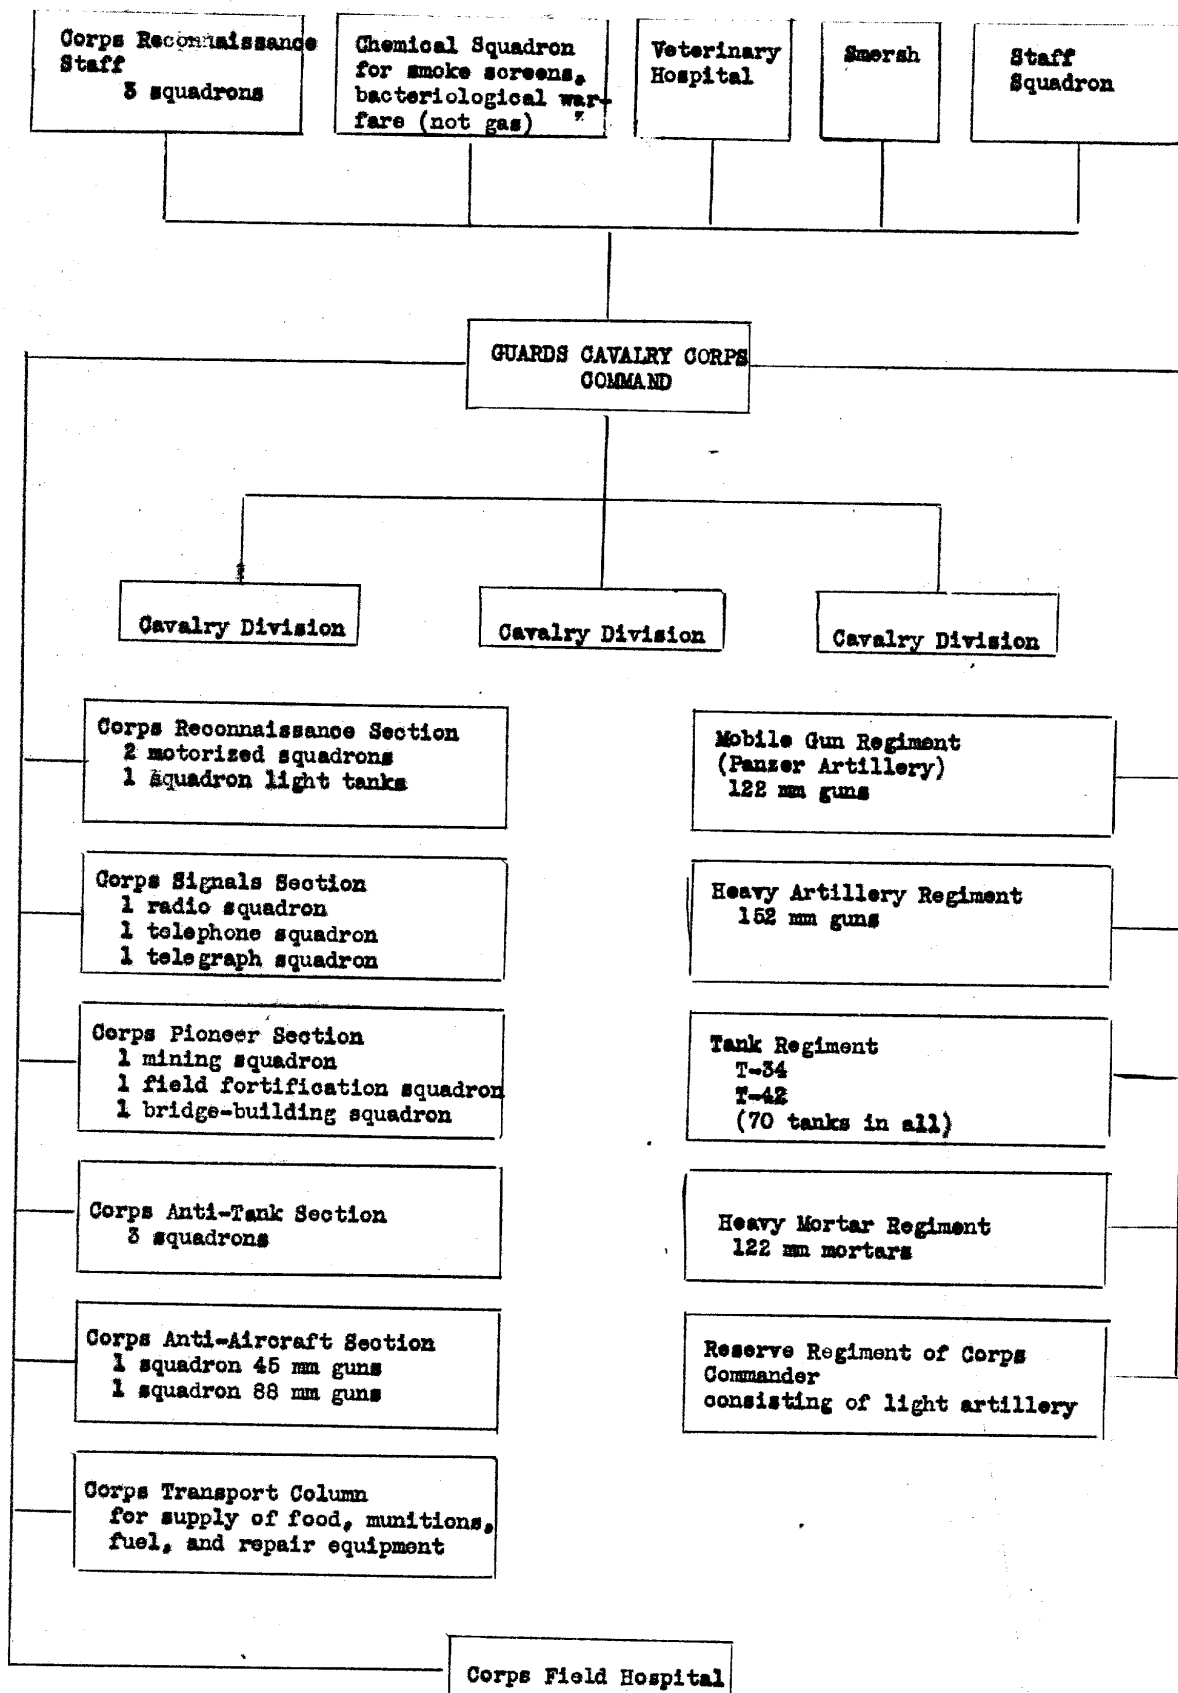 Corps Reconnaissance
Staff
3 squadrons
Chemical Squadron
for smoke screens,
bacteriological war-
fare (not gas)
Veterinary
Hospital
Smersh
Staff
Squadron
GUARDS CAVALRY CORPS
COMMAND
Cavalry Division
Cavalry Division
Cavalry Division
Corps Reconnaissance Section
2 motorized squadrons
1 squadron light tanks
Corps Signals Section
1 radio squadron
1 telephone squadron
1 telegraph squadron
Corps Pioneer Section
1 mining squadron
1 field fortification squadron
1 bridge-building squadron
Corps Anti-Tank Section
3 squadrons
Corps Anti-Aircraft Section
1 squadron 45 mm guns
1 squadron 88 mm guns
Corps Transport Column
for supply of food, munitions,
fuel, and repair equipment
Mobile Gun Regiment
(Panzer Artillery)
122 mm guns
Heavy Artillery Regiment
152 mm guns
Tank Regiment
T-34
T-42
(70 tanks in all)
Heavy Mortar Regiment
122 mm mortars
Reserve Regiment of Corps
Commander
consisting of light artillery
Corps Field Hospital